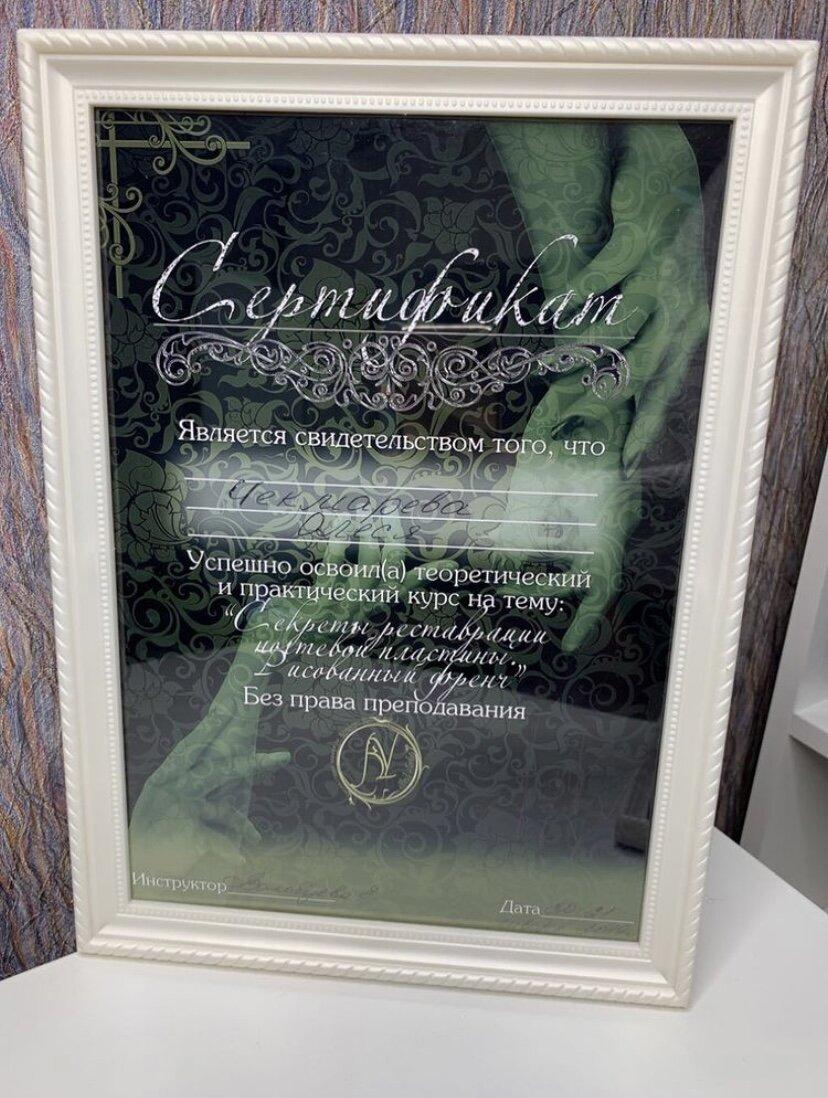 Сертификат
Является свидетельством того, что
Чекмарева
Олеся
Успешно освоил(а) теоретический
и практический курс на тему:
“Секреты реставрации
ногтевой пластины.
Рисованный френч”
Без права преподавания
Инструктор
Дата